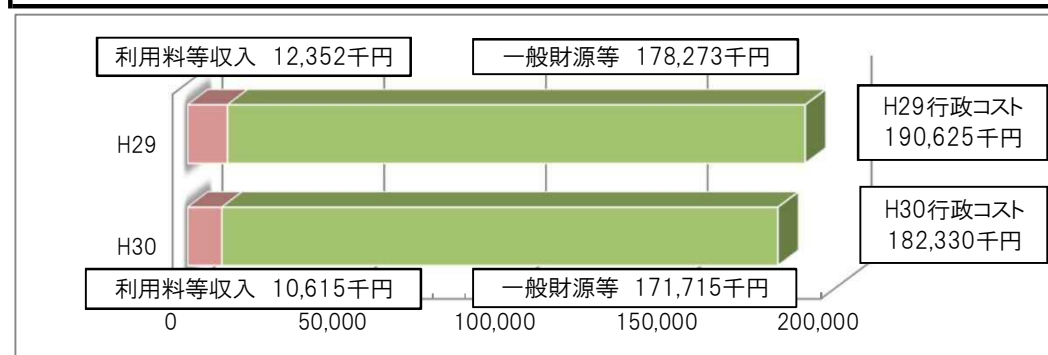 利用料等収入 12,352千円
一般財源等 178,273千円
H29
H29行政コスト
190,625千円
H30
H30行政コスト
182,330千円
利用料等収入 10,615千円
一般財源等 171,715千円
0 50,000 100,000 150,000 200,000